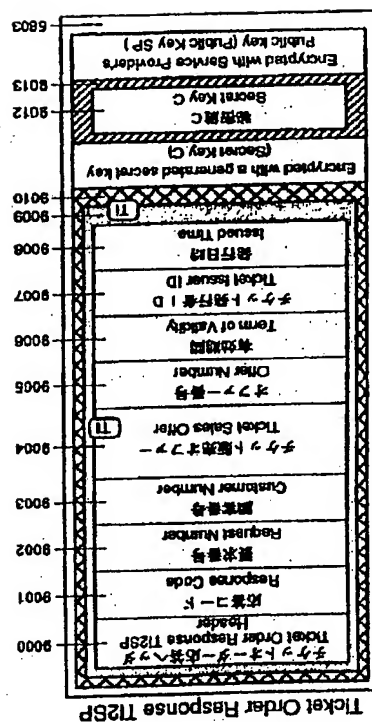 Ticket Order Response TI2SP
チケットオーダー応答ヘッダ
Ticket Order Response TI2SP
Header
9000
応答コード
Response Code
9001
要求番号
Request Number
9002
顧客番号
Customer Number
9003
チケット販売オファー
Ticket Sales Offer
9004
TI
オファー番号
Offer Number
9005
有効期間
Term of Validity
9006
チケット発行者ID
Ticket Issuer ID
9007
発行日時
Issued Time
9008
TI
9009
9010
Encrypted with a generated secret key
(Secret Key C)
秘密鍵C
Secret Key C
9012
9013
Encrypted with Service Provider's
Public key (Public Key SP)